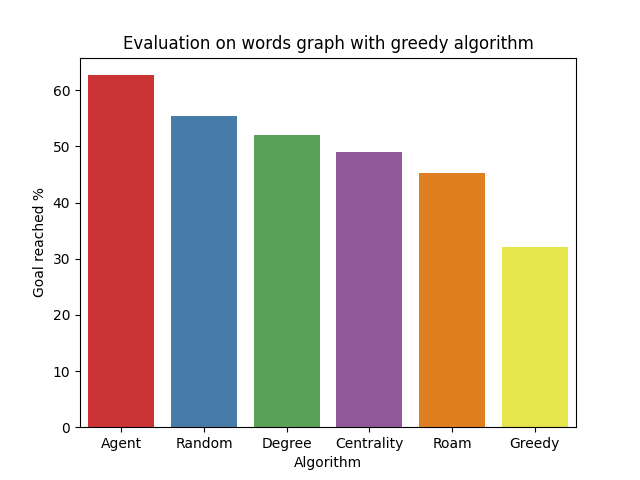 Evaluation on words graph with greedy algorithm
Goal reached %
60
50
40
30
20
10
0
Agent Random Degree Centrality Roam Greedy
Algorithm